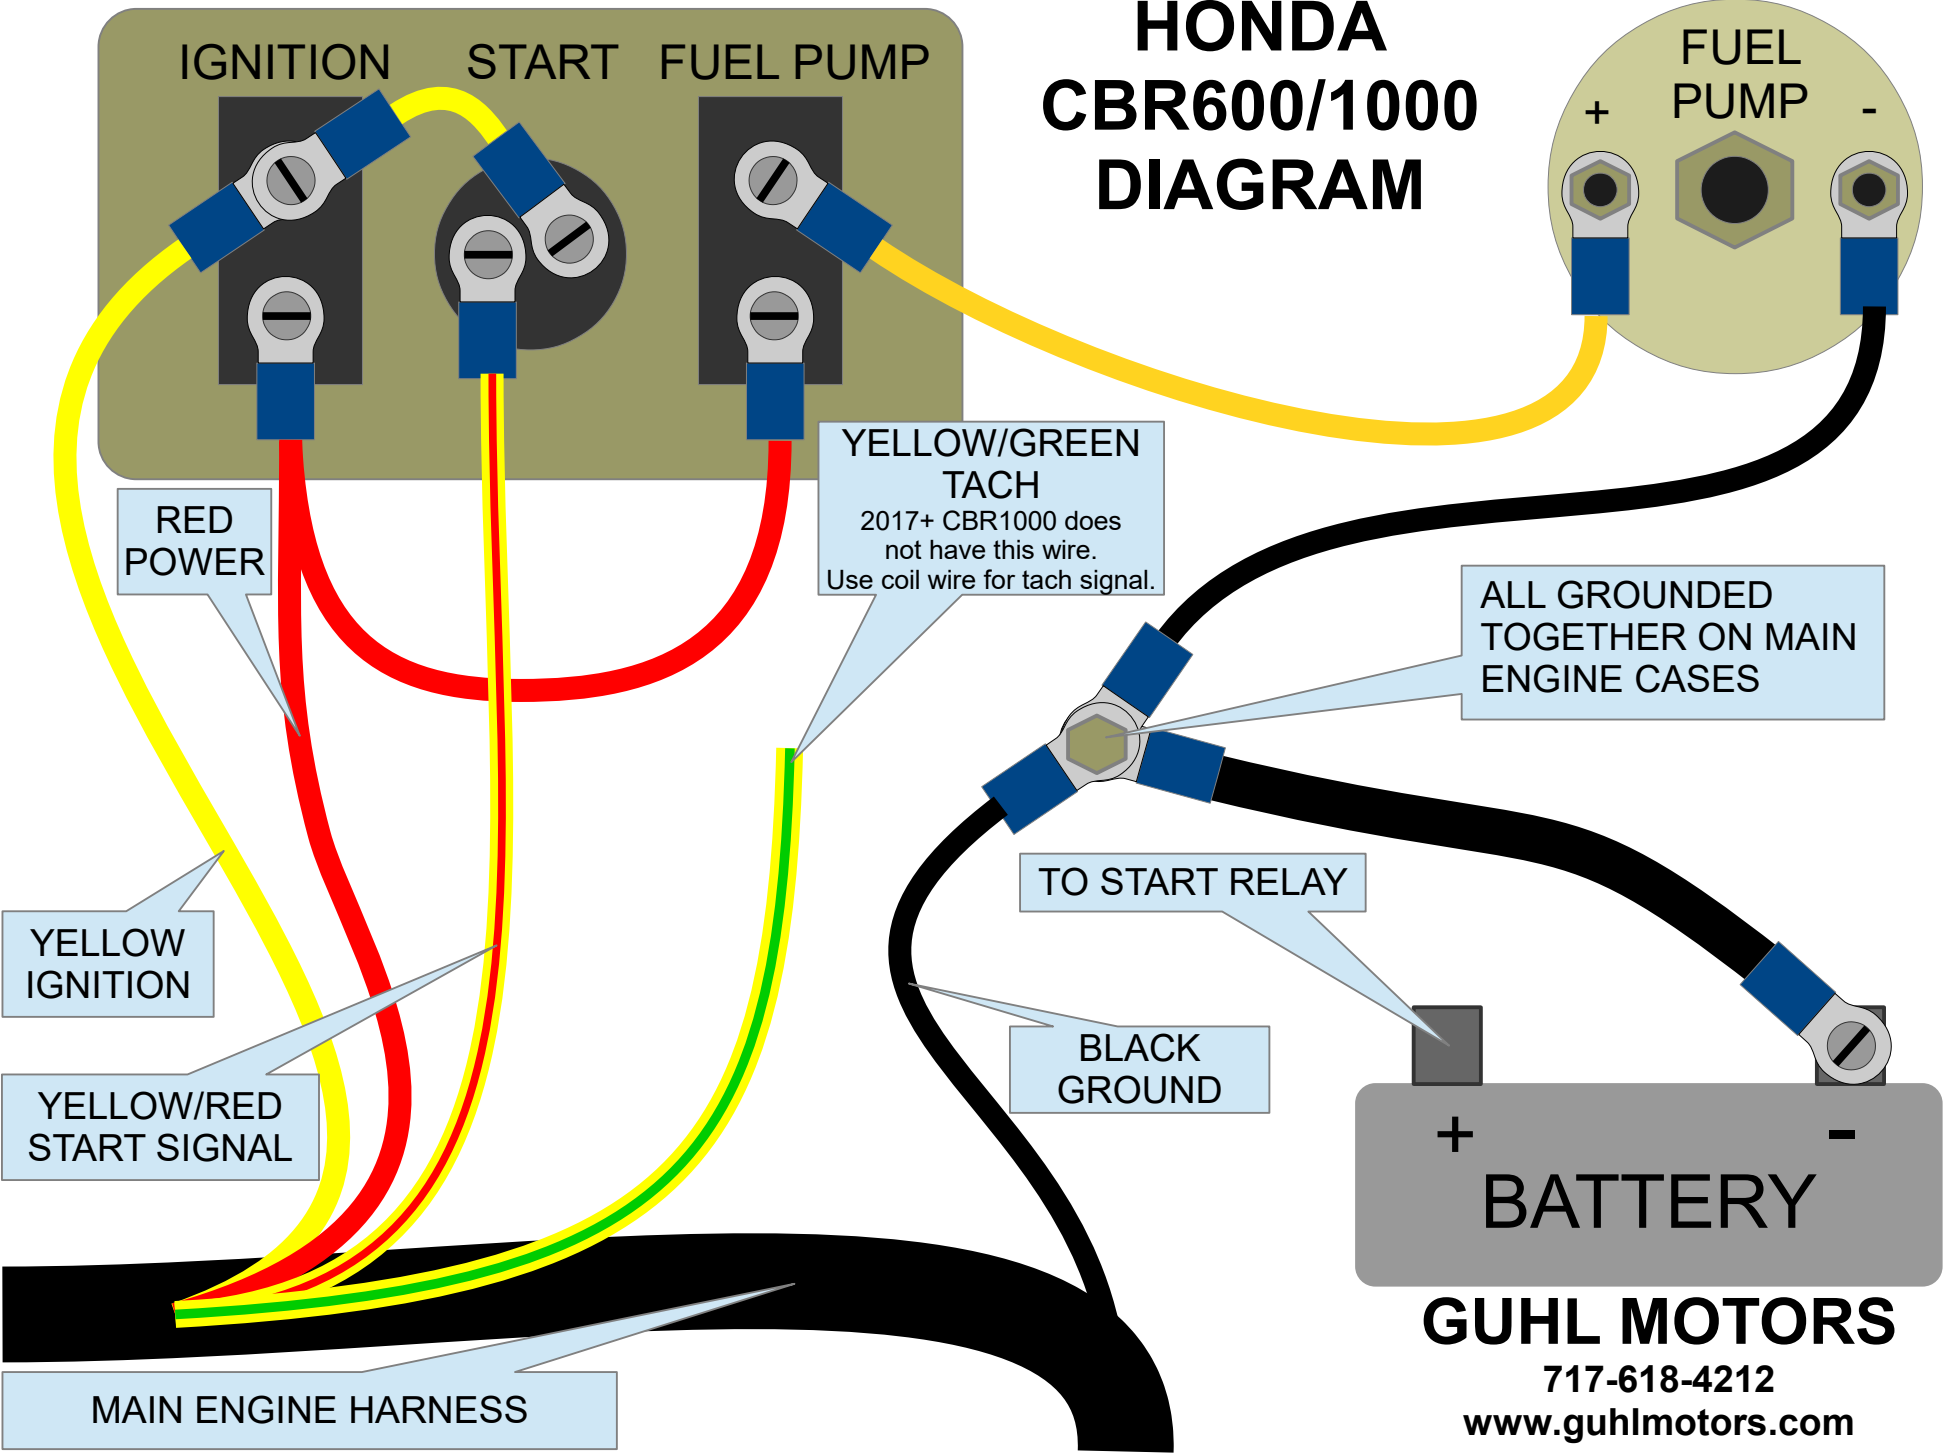 HONDA
CBR600/1000
DIAGRAM
IGNITION
START
FUEL PUMP
FUEL
PUMP
+
-
RED
POWER
YELLOW/GREEN
TACH
2017+ CBR1000 does
not have this wire.
Use coil wire for tach signal.
ALL GROUNDED
TOGETHER ON MAIN
ENGINE CASES
TO START RELAY
YELLOW
IGNITION
BLACK
GROUND
YELLOW/RED
START SIGNAL
+
-
BATTERY
MAIN ENGINE HARNESS
GUHL MOTORS
717-618-4212
www.guhlmotors.com